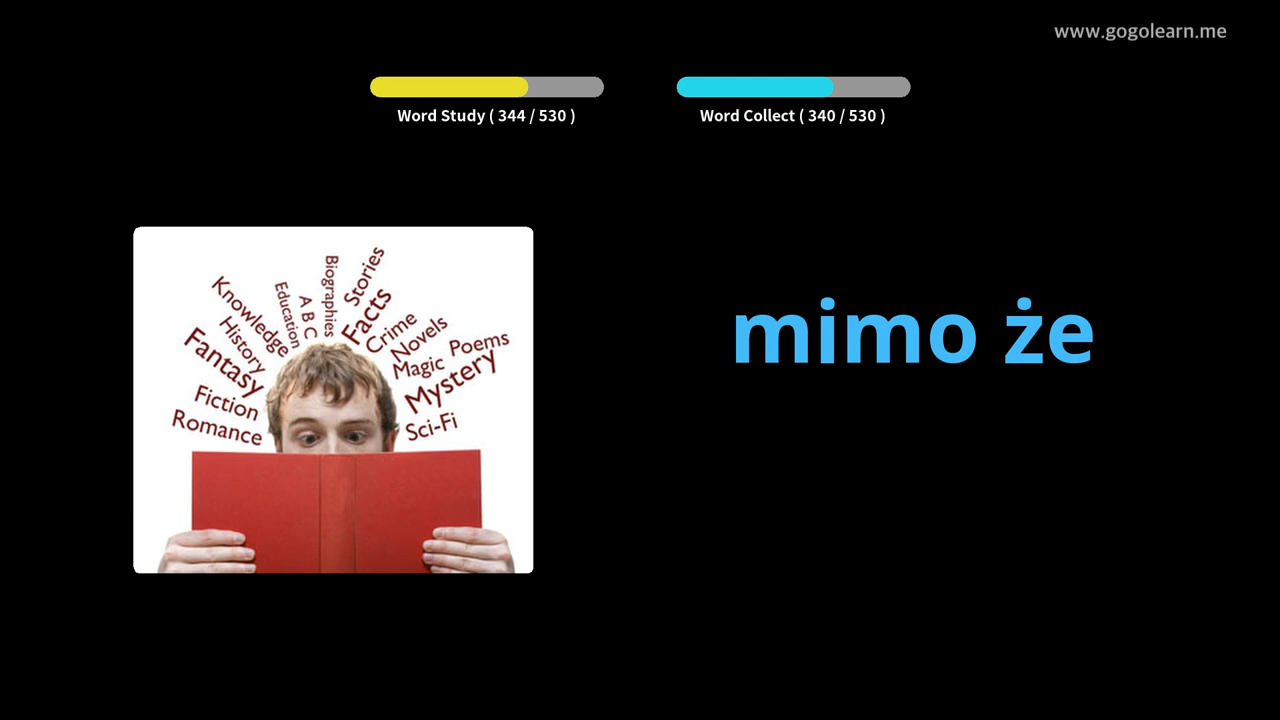 www.gogolearn.me
Word Study ( 344 / 530 )
Word Collect ( 340 / 530 )
mimo że
Biographies
Stories
Education
A B C
Facts
Knowledge
History
Crime
Novels
Poems
Fantasy
Magic
Mystery
Fiction
Romance
Sci-Fi